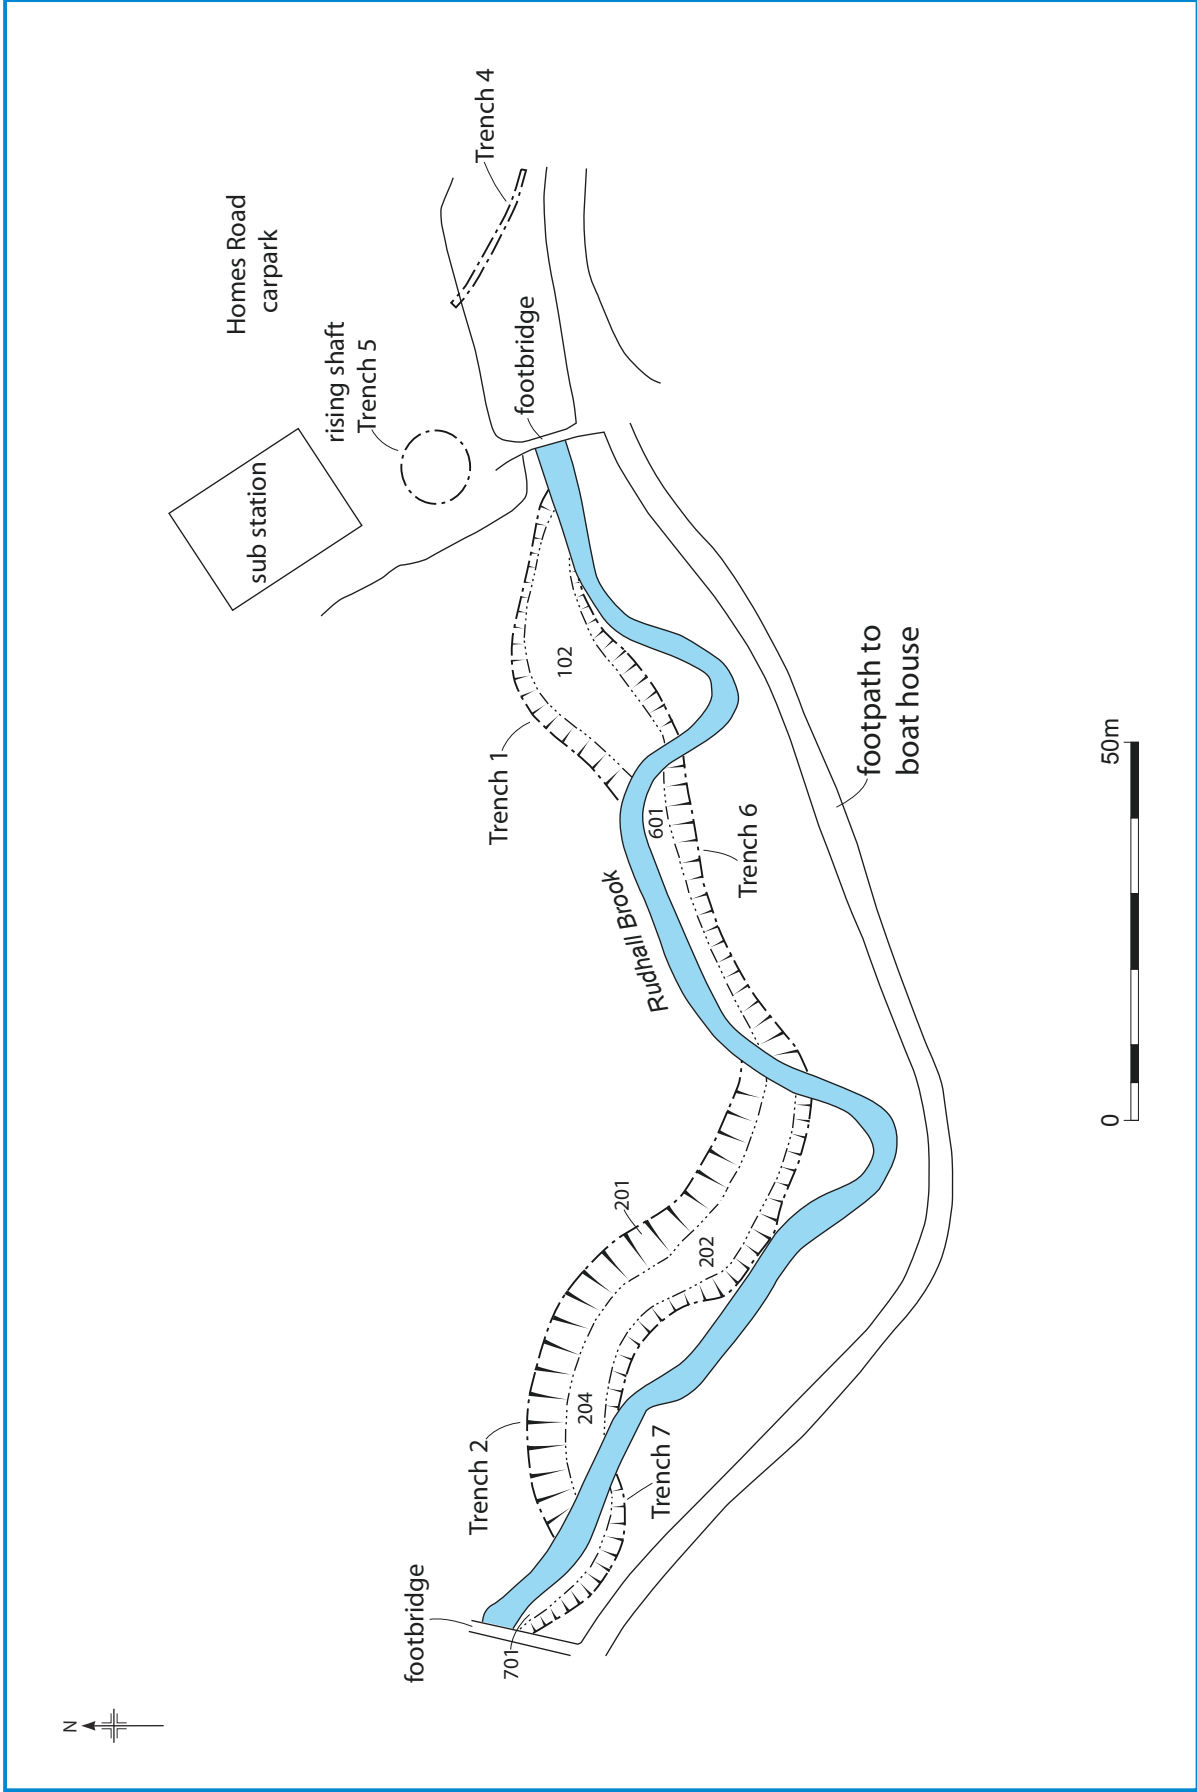 Homes Road
carpark
Trench 4
rising shaft
Trench 5
footbridge
sub station
102
Trench 1
601
Trench 6
Rudhall Brook
footpath to
boat house
201
202
204
Trench 2
Trench 7
footbridge
701
N
0
50m